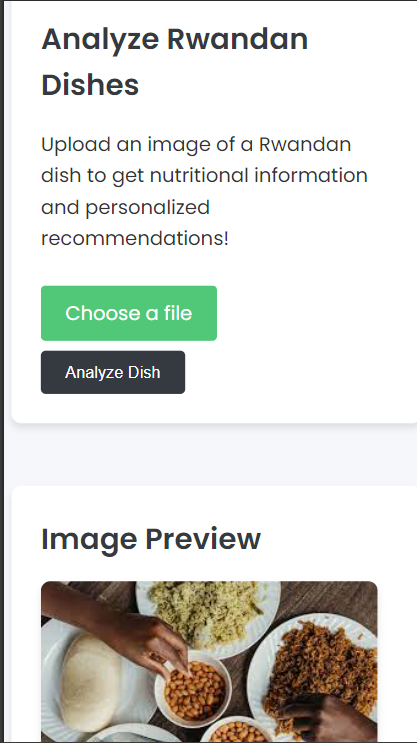 Analyze Rwandan
Dishes
Upload an image of a Rwandan
dish to get nutritional information
and personalized
recommendations!
Choose a file
Analyze Dish
Image Preview